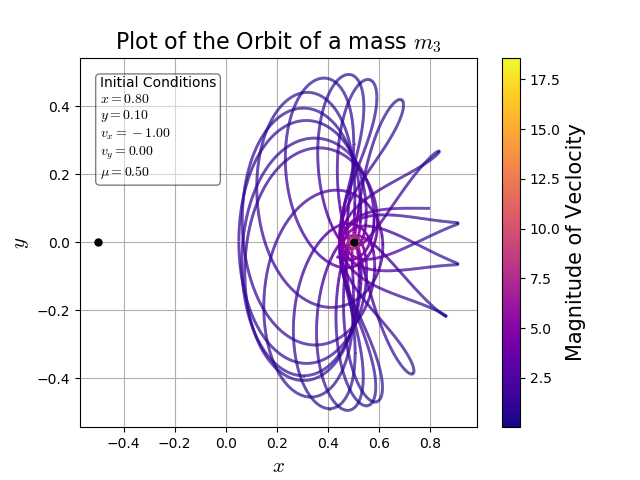 Plot of the Orbit of a mass $m_3$
Initial Conditions
$x = 0.80$
$y = 0.10$
$v_x = -1.00$
$v_y = 0.00$
$\mu = 0.50$
0.4
0.2
0.0
−0.2
−0.4
y
−0.4
−0.2
0.0
0.2
0.4
0.6
0.8
x
17.5
15.0
12.5
10.0
7.5
5.0
2.5
Magnitude of Veclocity